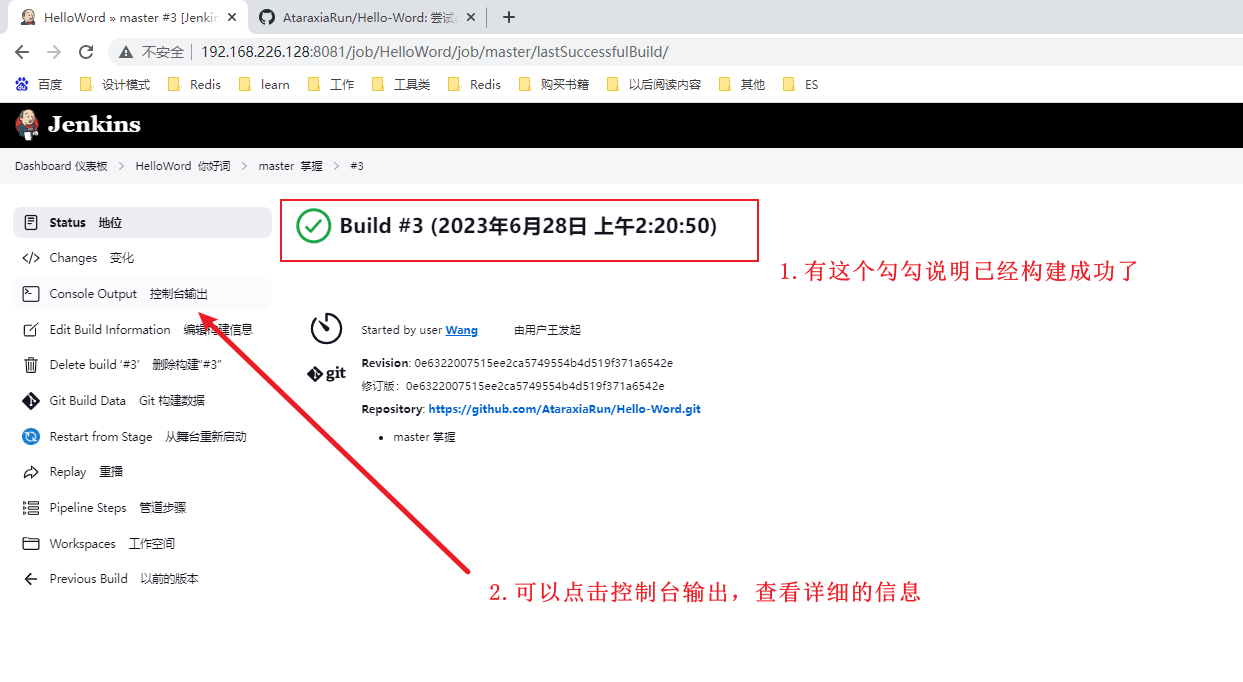 HelloWord » master #3 [Jenkin
AtaraxiaRun/Hello-Word: 尝试
不安全 192.168.226.128:8081/job/HelloWord/job/master/lastSuccessfulBuild/
百度 设计模式 Redis learn 工作 工具类 Redis 购买书籍 以后阅读内容 其他 ES
Jenkins
Dashboard 仪表板 HelloWord 你好词 master 掌握 #3
Status 地位
Changes 变化
Console Output 控制台输出
Edit Build Information 编辑构建信息
Delete build ‘#3’ 删除构建“#3”
Git Build Data Git 构建数据
Restart from Stage 从舞台重新启动
Replay 重播
Pipeline Steps 管道步骤
Workspaces 工作空间
Previous Build 以前的版本
Build #3 (2023年6月28日 上午2:20:50)
1.有这个勾勾说明已经构建成功了
Started by user Wang 由用户王发起
git
Revision: 0e6322007515ee2ca5749554b4d519f371a6542e
修订版：0e6322007515ee2ca5749554b4d519f371a6542e
Repository: https://github.com/AtaraxiaRun/Hello-Word.git
master 掌握
2.可以点击控制台输出，查看详细的信息